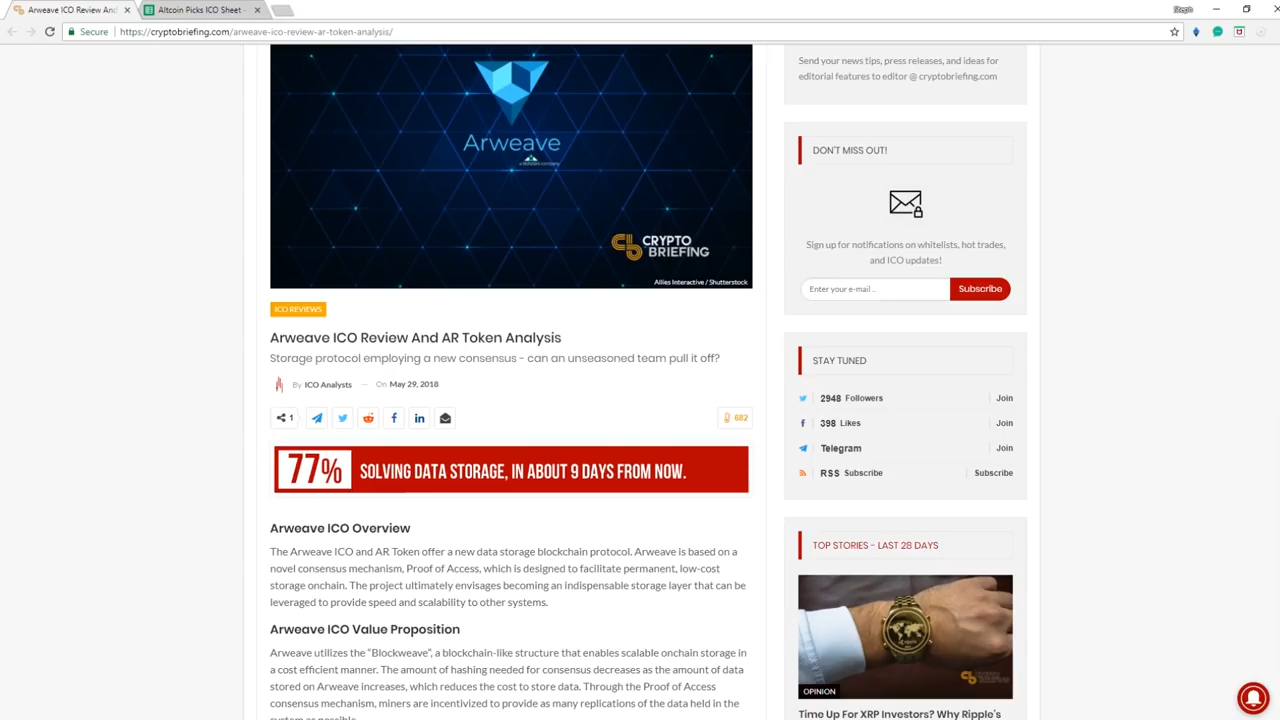 Arweave ICO Review And
Altcoin Picks ICO Sheet -
Steph
Secure
https://cryptobriefing.com/arweave-ico-review-ar-token-analysis/
Arweave
CRYPTO
BRIEFING
Allies Interactive / Shutterstock
ICO REVIEWS
Arweave ICO Review And AR Token Analysis
Storage protocol employing a new consensus - can an unseasoned team pull it off?
By ICO Analysts — On May 29, 2018
1
682
77% SOLVING DATA STORAGE, IN ABOUT 9 DAYS FROM NOW.
Arweave ICO Overview
The Arweave ICO and AR Token offer a new data storage blockchain protocol. Arweave is based on a
novel consensus mechanism, Proof of Access, which is designed to facilitate permanent, low-cost
storage onchain. The project ultimately envisages becoming an indispensable storage layer that can be
leveraged to provide speed and scalability to other systems.
Arweave ICO Value Proposition
Arweave utilizes the “Blockweave”, a blockchain-like structure that enables scalable onchain storage in
a cost efficient manner. The amount of hashing needed for consensus decreases as the amount of data
stored on Arweave increases, which reduces the cost to store data. Through the Proof of Access
consensus mechanism, miners are incentivized to provide as many replications of the data held in the
system as possible.
Send your news tips, press releases, and ideas for
editorial features to editor @ cryptobriefing.com
DON'T MISS OUT!
Sign up for notifications on whitelists, hot trades,
and ICO updates!
Enter your e-mail ..
Subscribe
STAY TUNED
2948 Followers Join
398 Likes Join
Telegram Join
RSS Subscribe Subscribe
TOP STORIES - LAST 28 DAYS
OPINION
Time Up For XRP Investors? Why Ripple's